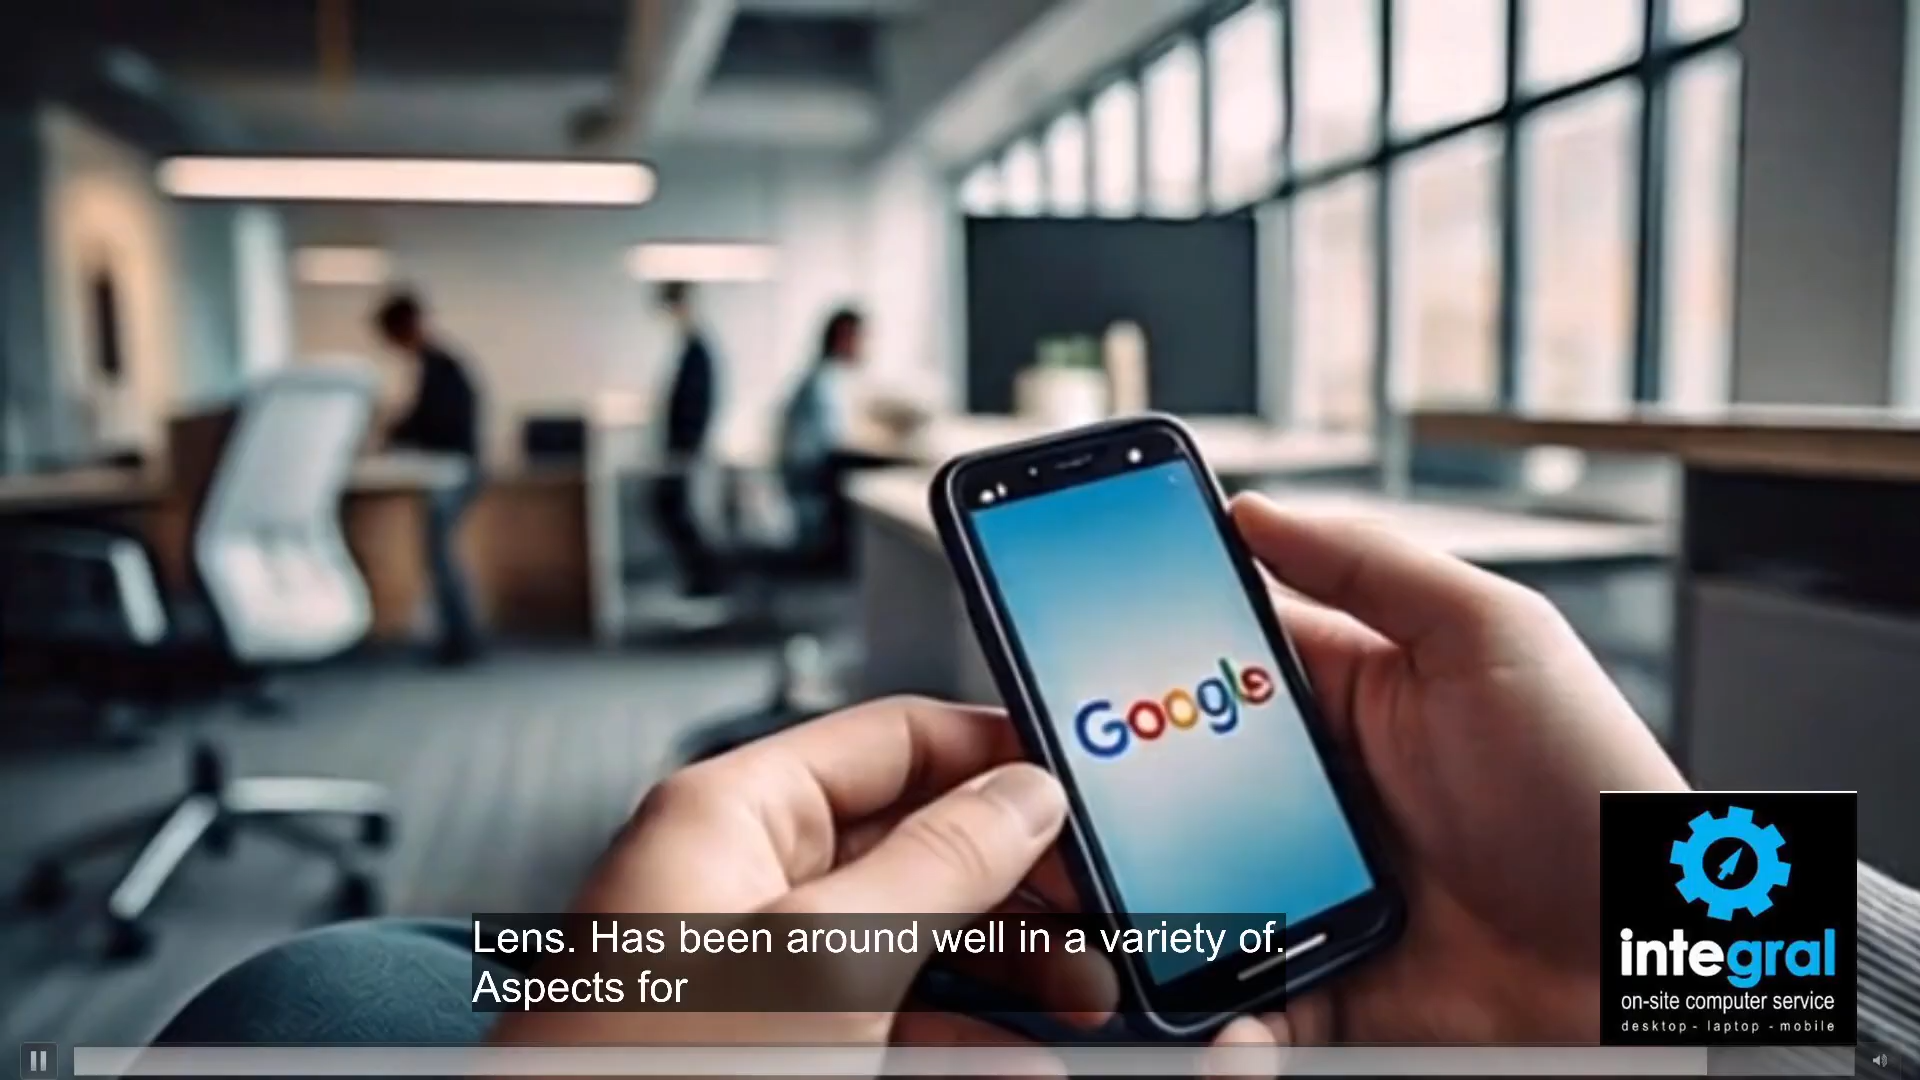 Google
Lens. Has been around well in a variety of.
Aspects for
integral
on-site computer service
desktop - laptop - mobile